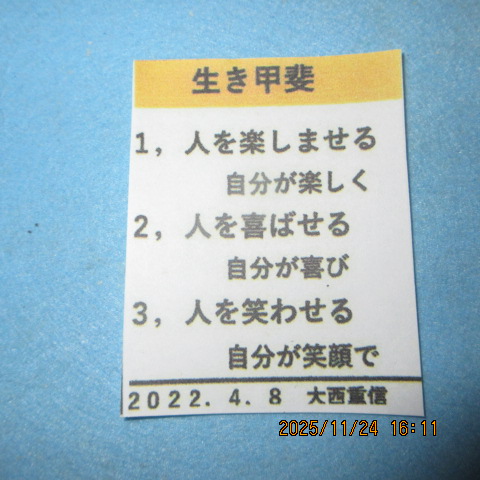 生き甲斐
1, 人を楽しませる
自分が楽しく
2, 人を喜ばせる
自分が喜び
3, 人を笑わせる
自分が笑顔で
2022.4.8 大西重信
2025/11/24 16:11